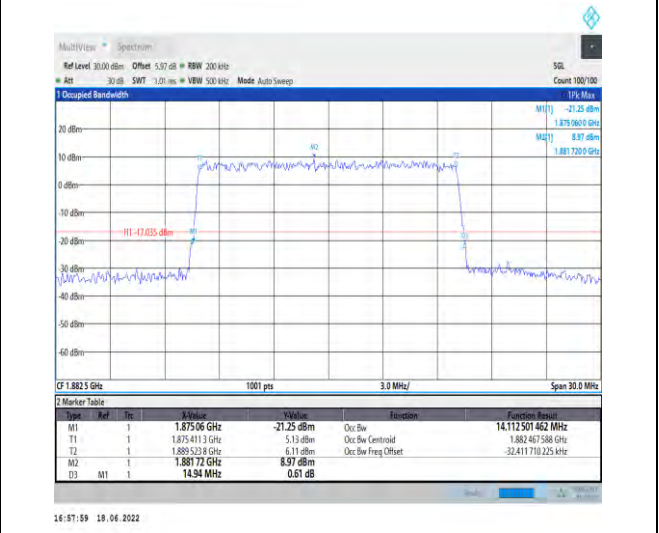 MultiView Spectrum
Ref Level 30.00 dBm Offset 5.97 dB RBW 200 kHz SGL
Att 30 dB SWT 1.01 ms VBW 500 kHz Mode Auto Sweep Count 100/100
1 Occupied Bandwidth 1Pk Max
M1[1] -21.25 dBm
1.875 060 0 GHz
M2[1] 8.97 dBm
1.881 720 0 GHz
20 dBm
M2
T1
T2
10 dBm
0 dBm
-10 dBm
H1 -17.035 dBm
M1
-20 dBm
-30 dBm
-40 dBm
-50 dBm
-60 dBm
CF 1.882 5 GHz 1001 pts 3.0 MHz/ Span 30.0 MHz
2 Marker Table
Type Ref Trc X-Value Y-Value Function Function Result
M1 1 1.875 06 GHz -21.25 dBm Occ Bw 14.112 501 462 MHz
T1 1 1.875 411 3 GHz 5.13 dBm Occ Bw Centroid 1.882 467 588 GHz
T2 1 1.889 523 8 GHz 6.11 dBm Occ Bw Freq Offset -32.411 710 225 kHz
M2 1 1.881 72 GHz 8.97 dBm
D3 M1 1 14.94 MHz 0.61 dB
16:57:59 18.06.2022